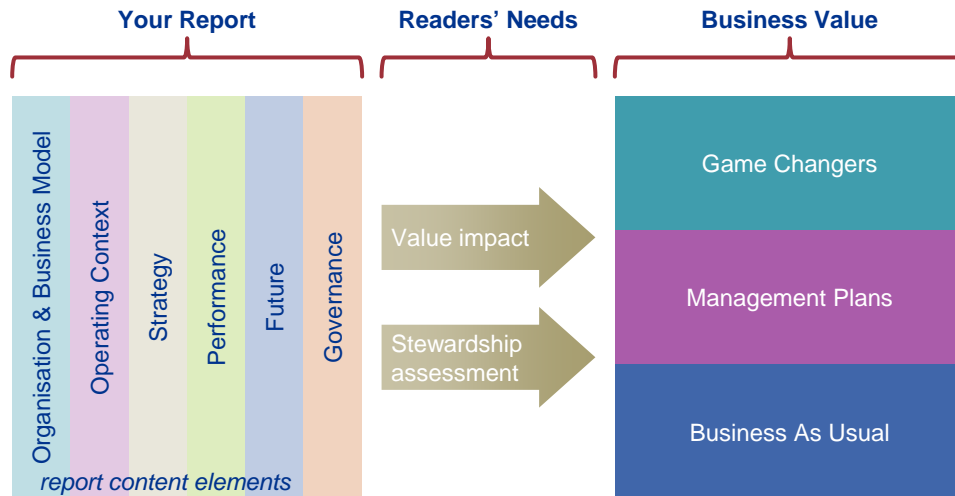 Your Report
Readers' Needs
Business Value
Organisation & Business Model
Operating Context
Strategy
Performance
Future
Governance
report content elements
Value impact
Stewardship
assessment
Game Changers
Management Plans
Business As Usual